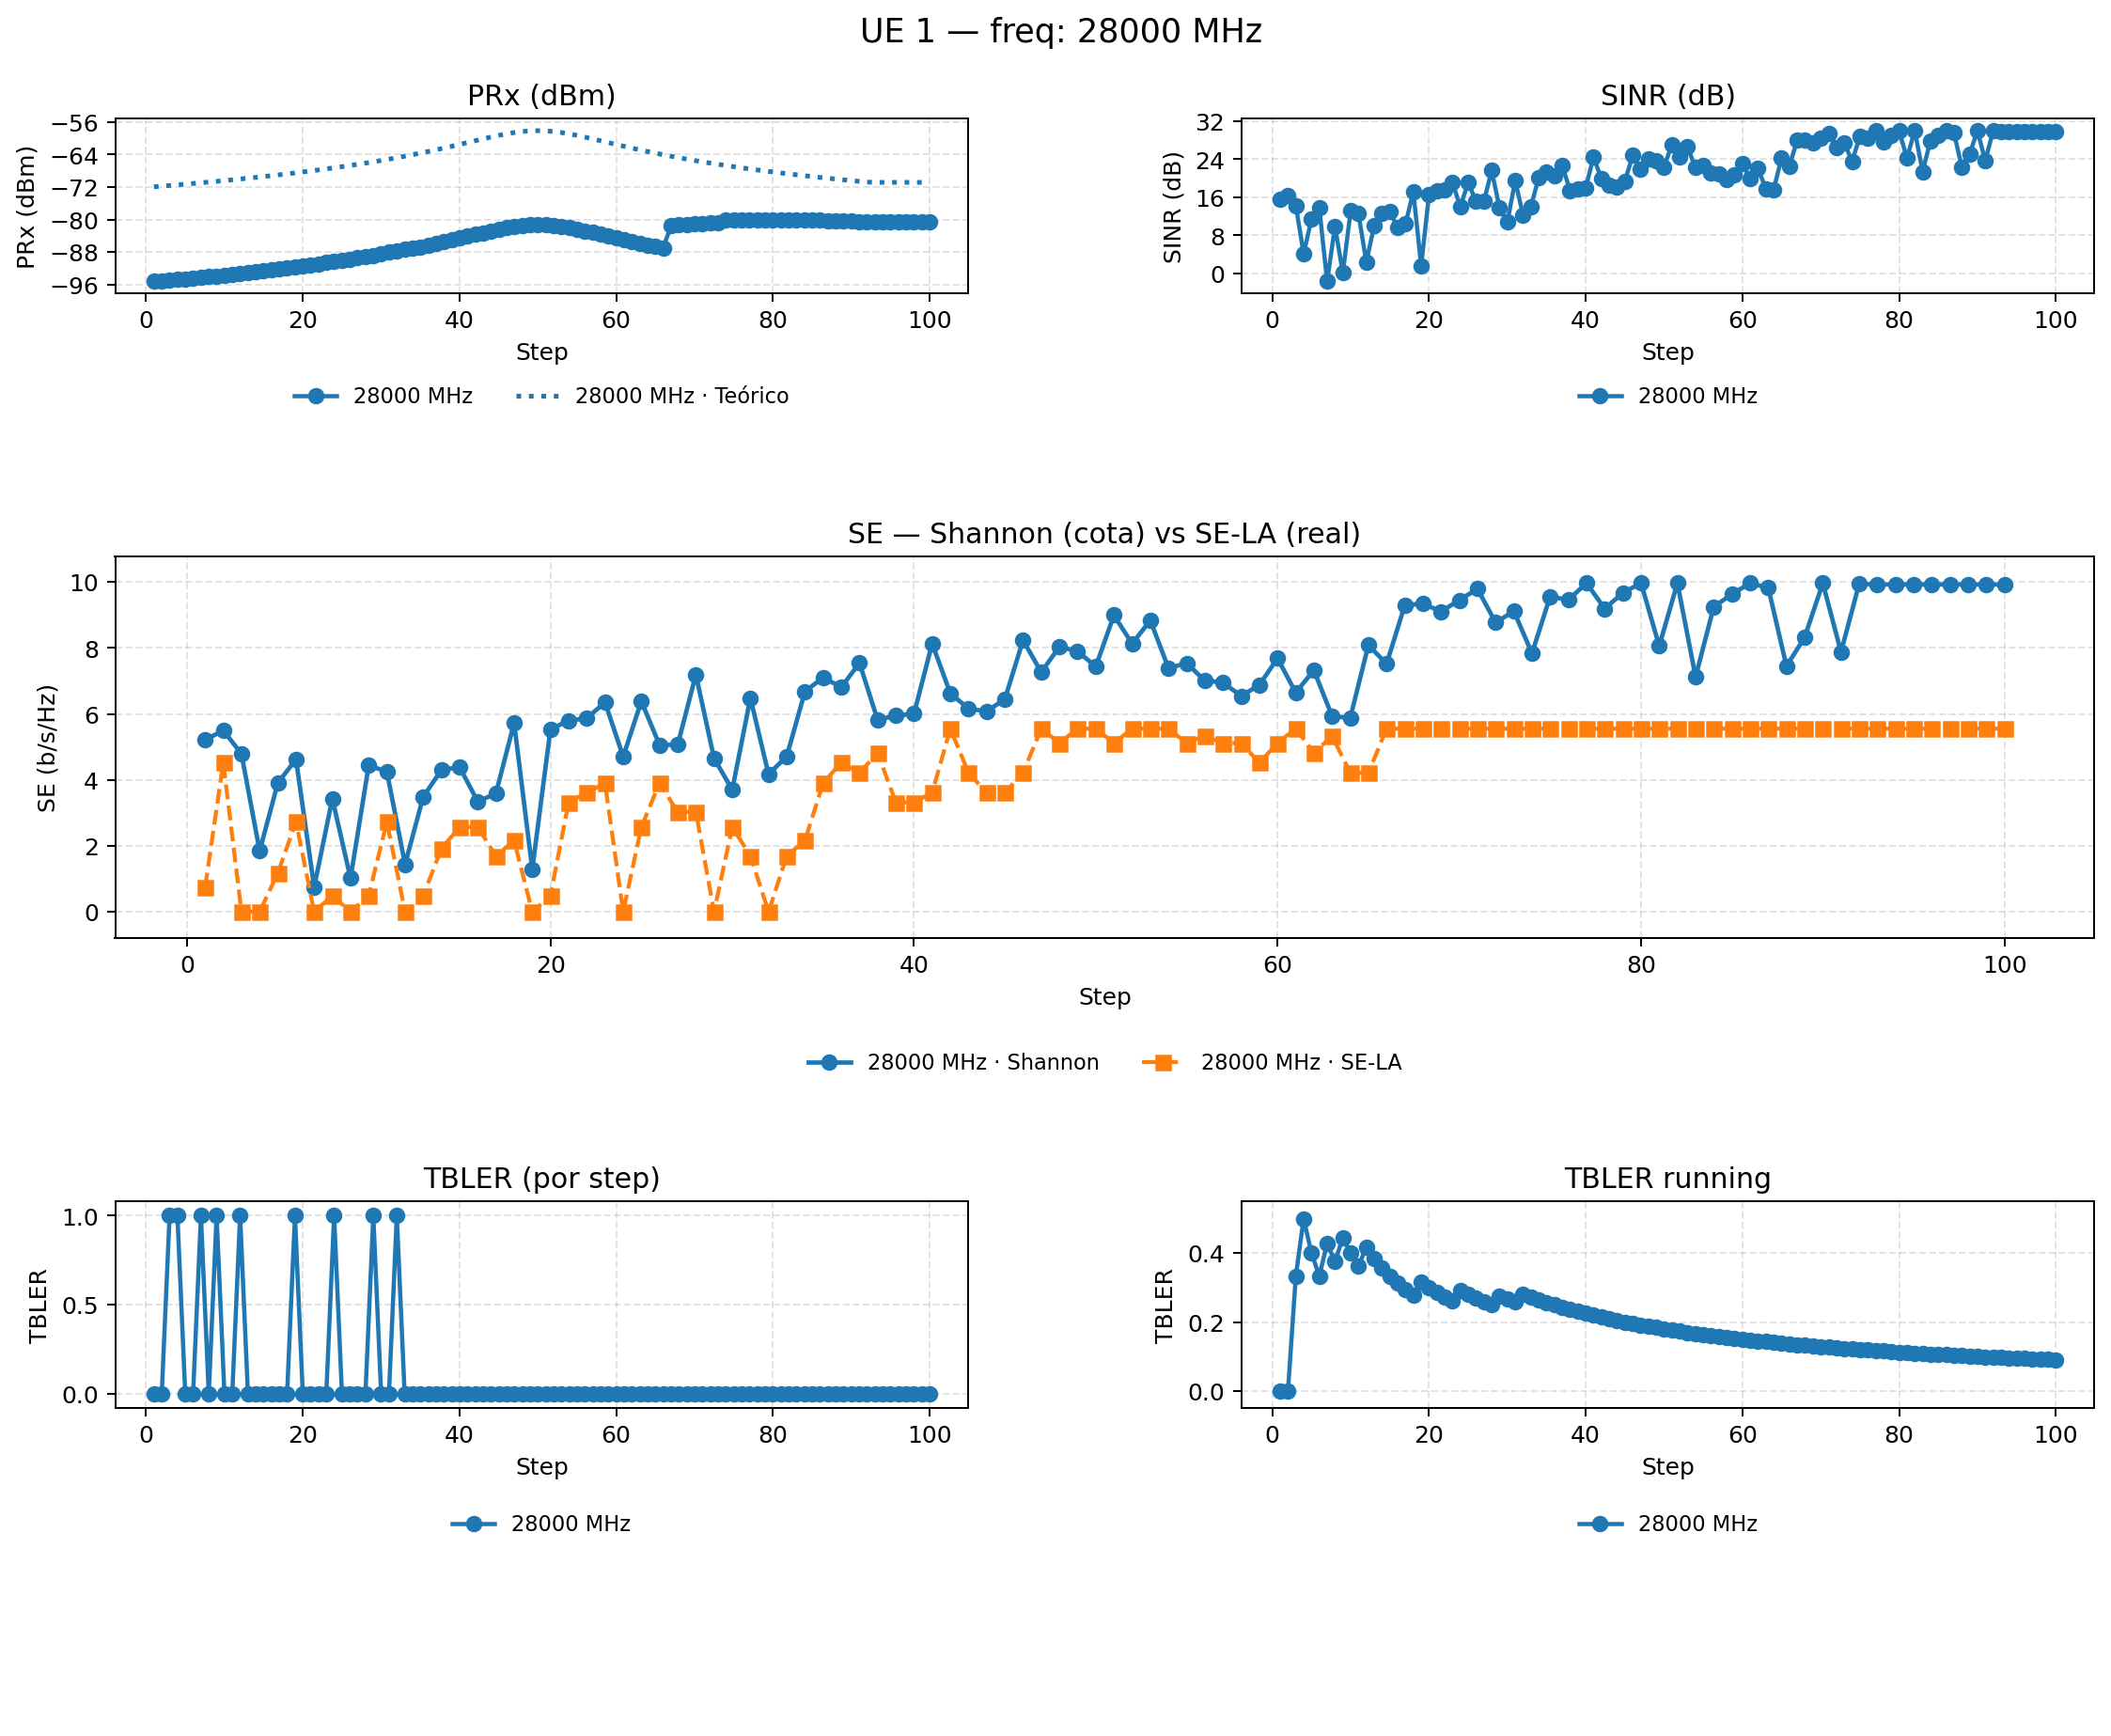 UE 1 — freq: 28000 MHz
PRx (dBm)
PRx (dBm)
−56
−64
−72
−80
−88
−96
0 20 40 60 80 100
Step
28000 MHz 28000 MHz · Teórico
SINR (dB)
SINR (dB)
32
24
16
8
0
0 20 40 60 80 100
Step
28000 MHz
SE — Shannon (cota) vs SE-LA (real)
SE (b/s/Hz)
10
8
6
4
2
0
0 20 40 60 80 100
Step
28000 MHz · Shannon 28000 MHz · SE-LA
TBLER (por step)
TBLER
1.0
0.5
0.0
0 20 40 60 80 100
Step
28000 MHz
TBLER running
TBLER
0.4
0.2
0.0
0 20 40 60 80 100
Step
28000 MHz